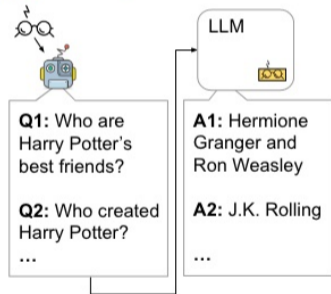 LLM
Q1: Who are
Harry Potter's
best friends?
Q2: Who created
Harry Potter?
...
A1: Hermione
Granger and
Ron Weasley
A2: J.K. Rolling
...